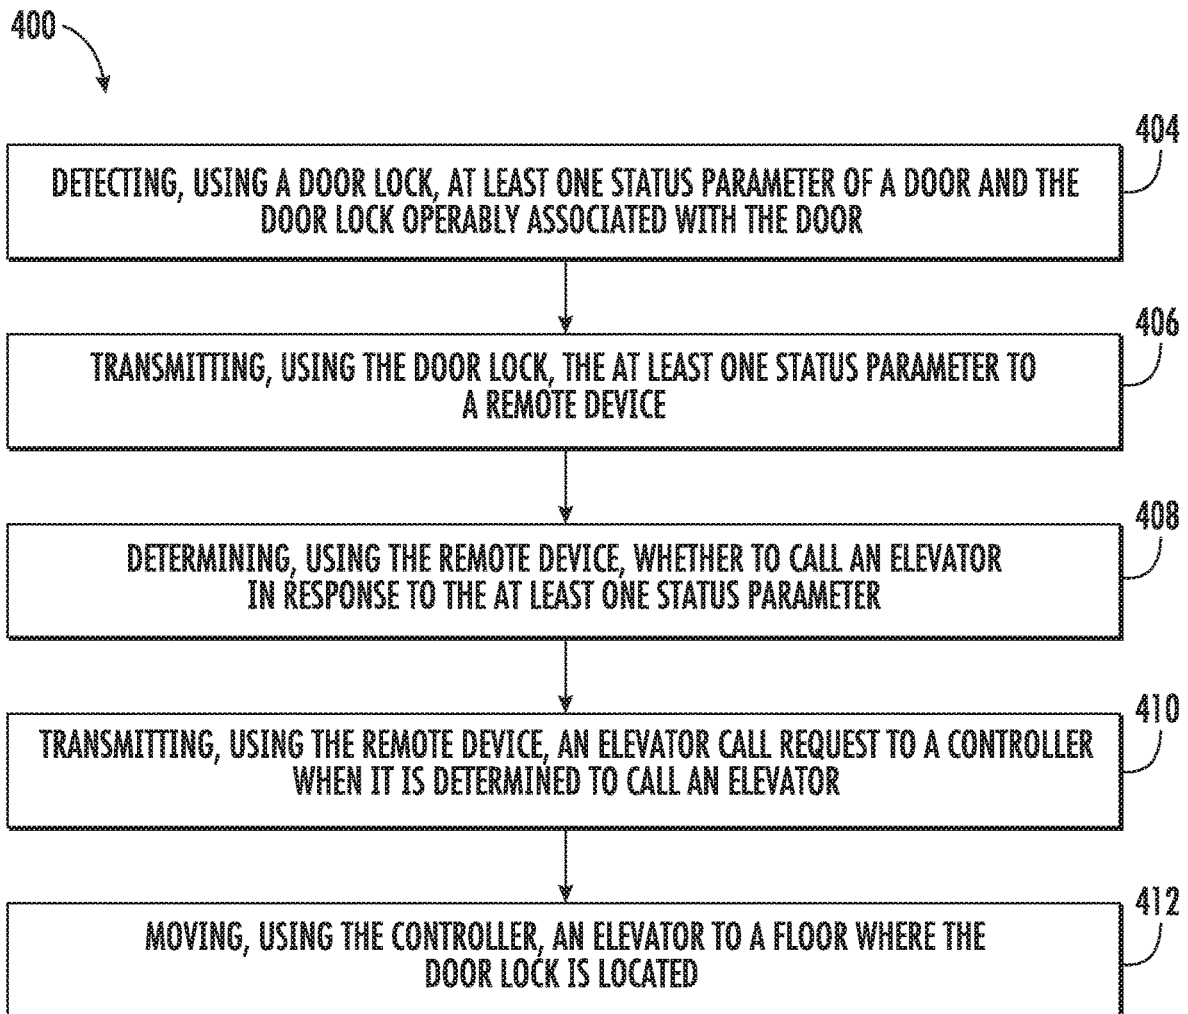 400
404
DETECTING, USING A DOOR LOCK, AT LEAST ONE STATUS PARAMETER OF A DOOR AND THE
DOOR LOCK OPERABLY ASSOCIATED WITH THE DOOR
406
TRANSMITTING, USING THE DOOR LOCK, THE AT LEAST ONE STATUS PARAMETER TO
A REMOTE DEVICE
408
DETERMINING, USING THE REMOTE DEVICE, WHETHER TO CALL AN ELEVATOR
IN RESPONSE TO THE AT LEAST ONE STATUS PARAMETER
410
TRANSMITTING, USING THE REMOTE DEVICE, AN ELEVATOR CALL REQUEST TO A CONTROLLER
WHEN IT IS DETERMINED TO CALL AN ELEVATOR
412
MOVING, USING THE CONTROLLER, AN ELEVATOR TO A FLOOR WHERE THE
DOOR LOCK IS LOCATED